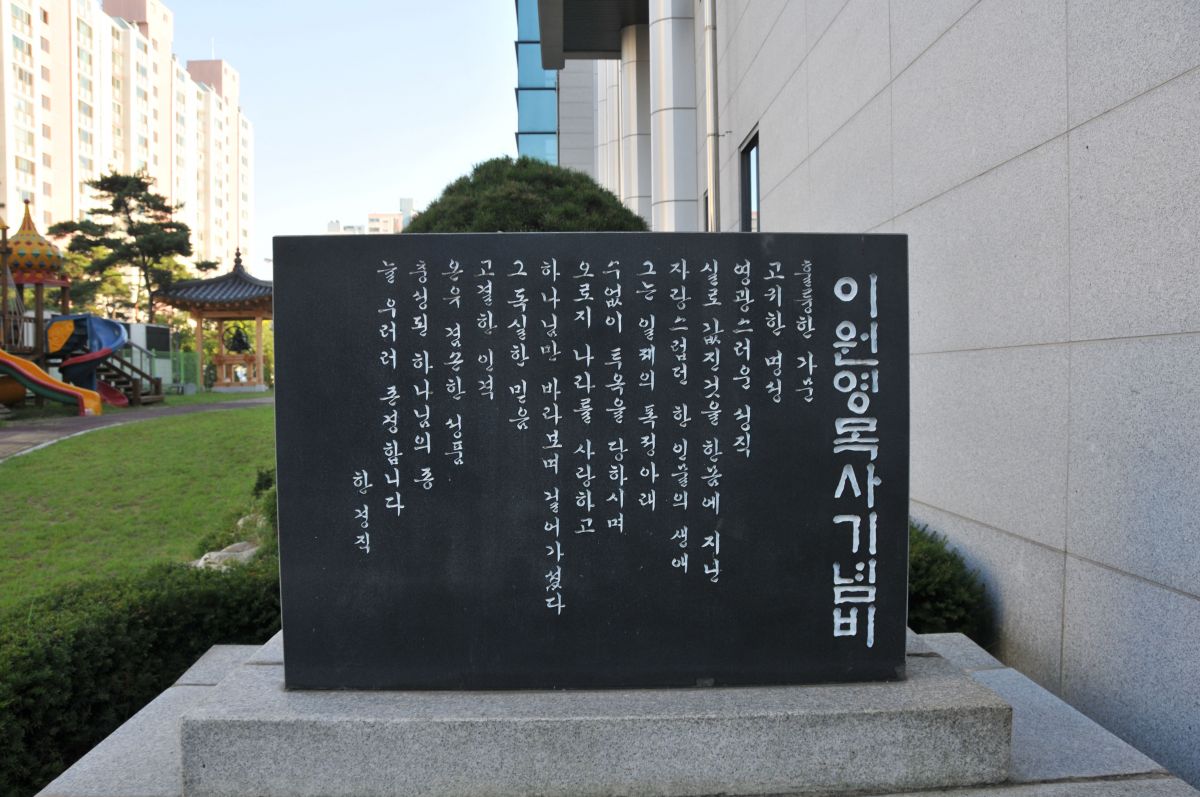 이원영목사기념비
훌륭한 가문
고귀한 명성
영광스러운 성직
실로 값진것을 한몸에 지닌
자랑스럽던 한 인물의 생애
그는 일제의 폭정아래
수없이 투옥을 당하시며
오로지 나라를 사랑하고
하나님만 바라보며 걸어가셨다
그 독실한 믿음
고결한 인격
온유 겸손한 성품
충성된 하나님의 종
늘 우러러 존경합니다
한경직